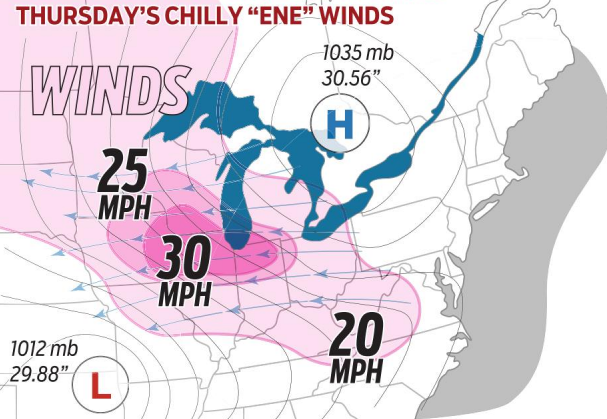 THURSDAY'S CHILLY “ENE” WINDS
1035 mb
30.56”
WINDS
H
25
MPH
30
MPH
20
MPH
1012 mb
29.88”
L